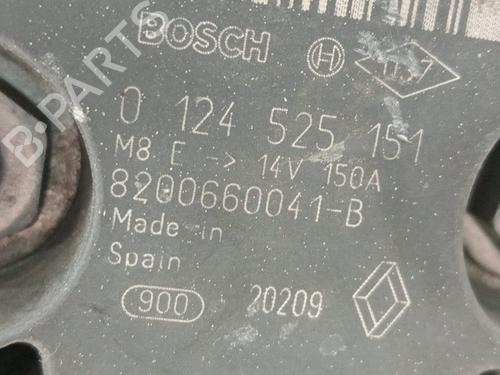 BOSCH
0 124 525 151
M8 E -> 14V 150A
8200660041-B
Made in
Spain
900 20209
B-PARTS